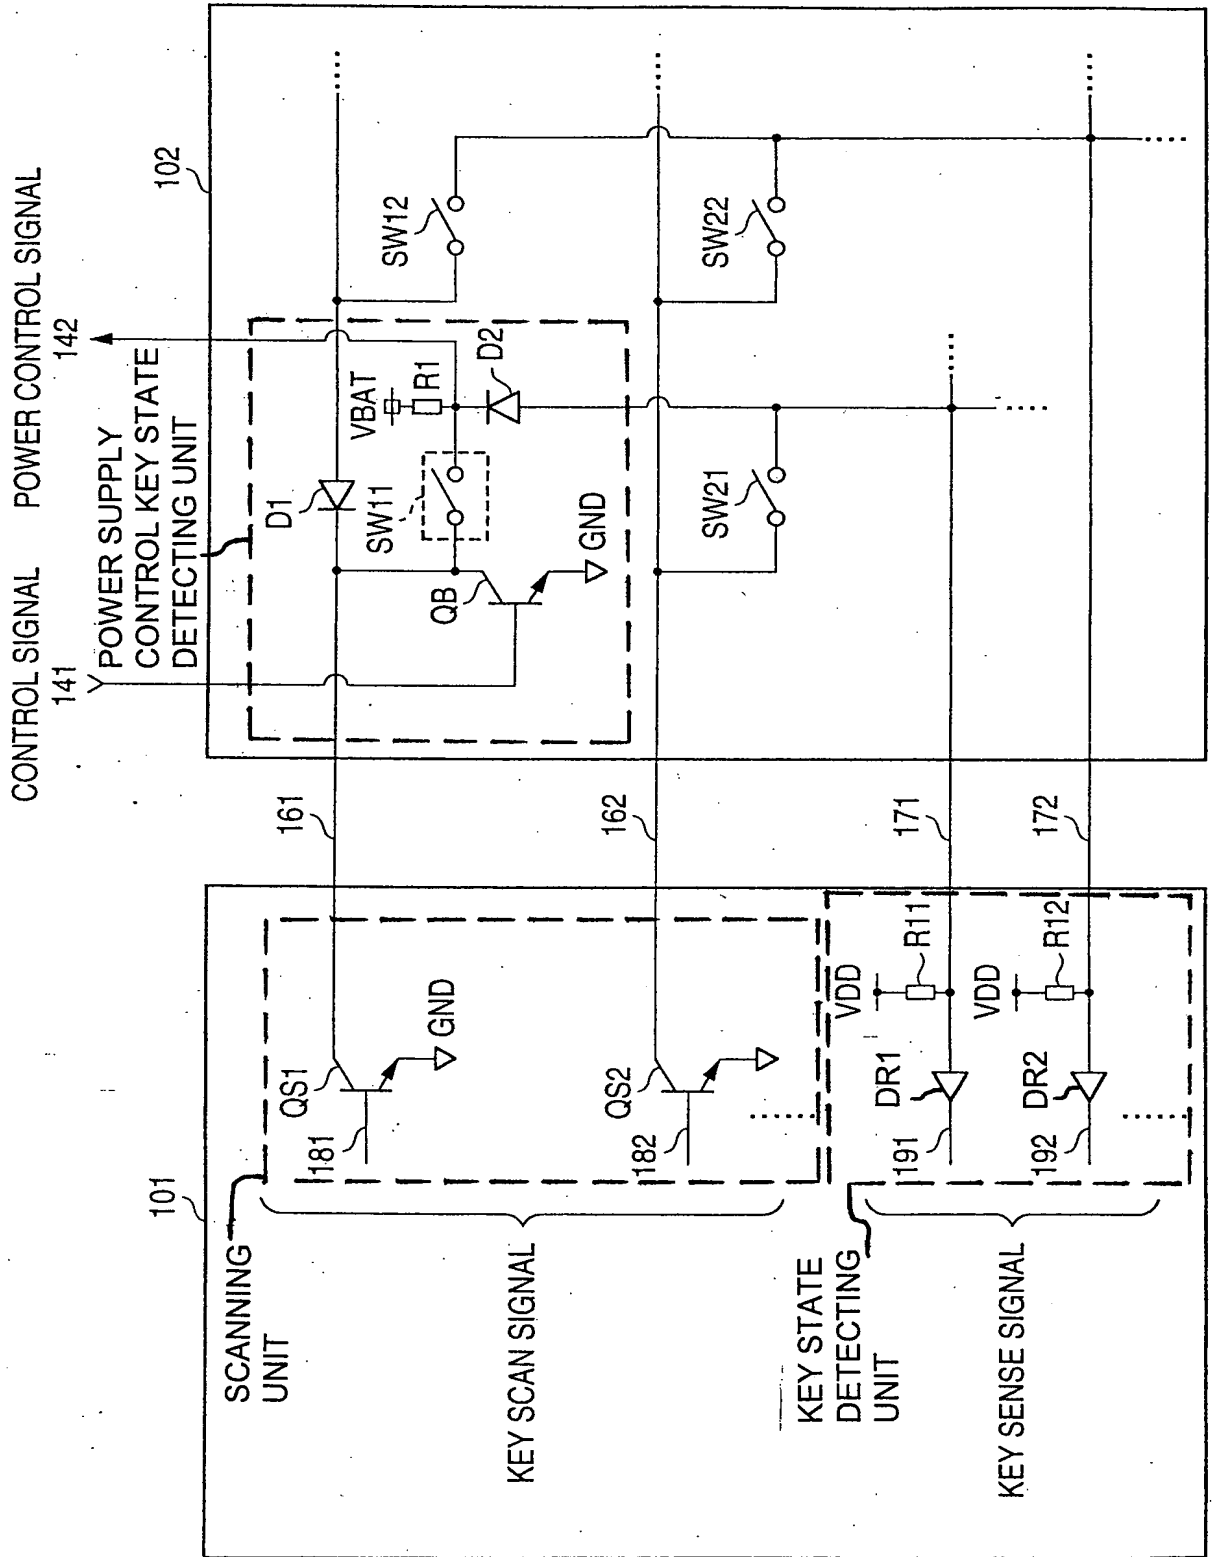 CONTROL SIGNAL
141
POWER CONTROL SIGNAL
142
POWER SUPPLY
CONTROL KEY STATE
DETECTING UNIT
102
D1
VBAT
R1
D2
SW11
SW12
QB
GND
SW21
SW22
161
162
171
172
101
SCANNING
UNIT
QS1
181
GND
QS2
182
KEY SCAN SIGNAL
KEY STATE
DETECTING
UNIT
VDD
R11
DR1
191
VDD
R12
DR2
192
KEY SENSE SIGNAL